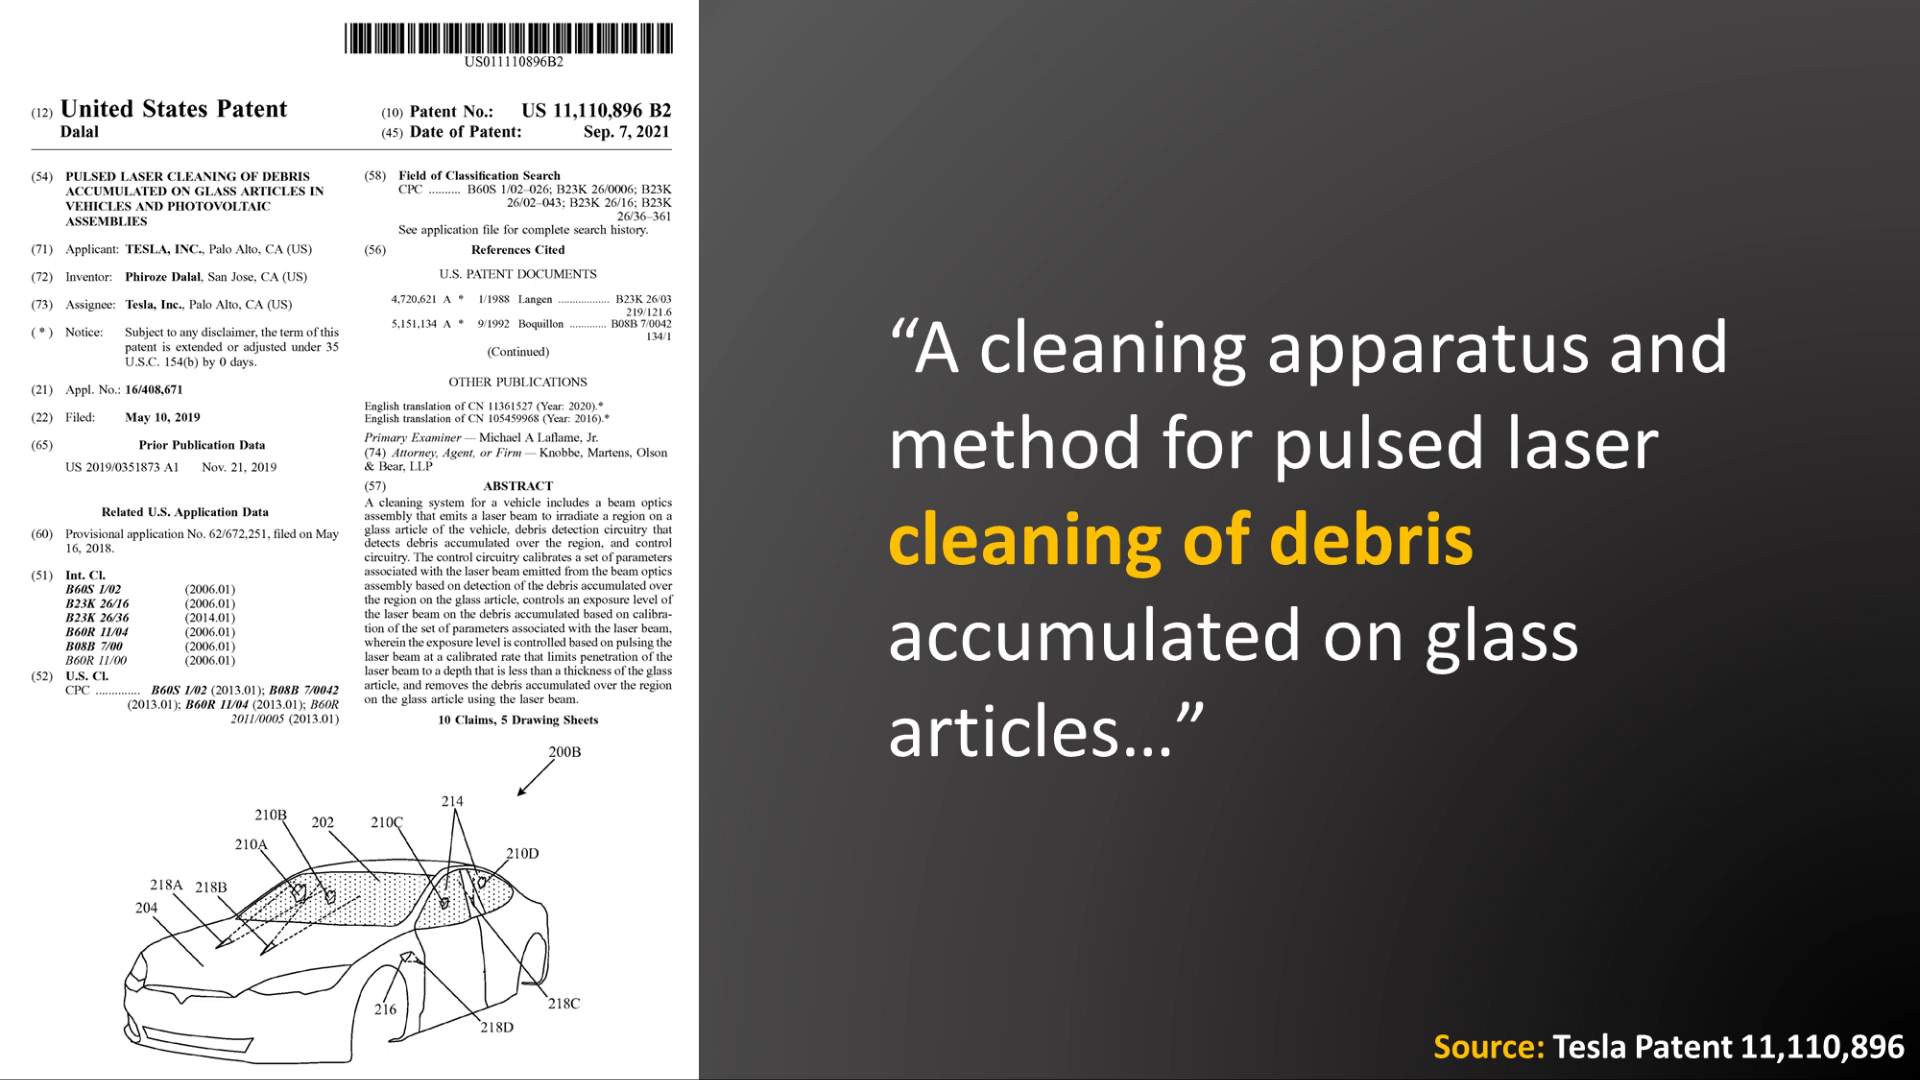 US011110896B2
(12) United States Patent
Dalal
(10) Patent No.: US 11,110,896 B2
(45) Date of Patent: Sep. 7, 2021
(54) PULSED LASER CLEANING OF DEBRIS
ACCUMULATED ON GLASS ARTICLES IN
VEHICLES AND PHOTOVOLTAIC
ASSEMBLIES
(71) Applicant: TESLA, INC., Palo Alto, CA (US)
(72) Inventor: Phiroze Dalal, San Jose, CA (US)
(73) Assignee: Tesla, Inc., Palo Alto, CA (US)
( * ) Notice: Subject to any disclaimer, the term of this
patent is extended or adjusted under 35
U.S.C. 154(b) by 0 days.
(21) Appl. No.: 16/408,671
(22) Filed: May 10, 2019
(65) Prior Publication Data
US 2019/0351873 A1 Nov. 21, 2019
Related U.S. Application Data
(60) Provisional application No. 62/672,251, filed on May
16, 2018.
(51) Int. Cl.
B60S 1/02 (2006.01)
B23K 26/16 (2006.01)
B23K 26/36 (2014.01)
B60R 11/04 (2006.01)
B08B 7/00 (2006.01)
B60R 11/00 (2006.01)
(52) U.S. Cl.
CPC .............. B60S 1/02 (2013.01); B08B 7/0042
(2013.01); B60R 11/04 (2013.01); B60R
2011/0005 (2013.01)
(58) Field of Classification Search
CPC .......... B60S 1/02–026; B23K 26/0006; B23K
26/02–043; B23K 26/16; B23K
26/36–361
See application file for complete search history.
(56) References Cited
U.S. PATENT DOCUMENTS
4,720,621 A * 1/1988 Langen .................. B23K 26/03
219/121.6
5,151,134 A * 9/1992 Boquillon ............ B08B 7/0042
134/1
(Continued)
OTHER PUBLICATIONS
English translation of CN 11361527 (Year: 2020).*
English translation of CN 105459968 (Year: 2016).*
Primary Examiner — Michael A Laflame, Jr.
(74) Attorney, Agent, or Firm — Knobbe, Martens, Olson
& Bear, LLP
(57) ABSTRACT
A cleaning system for a vehicle includes a beam optics
assembly that emits a laser beam to irradiate a region on a
glass article of the vehicle, debris detection circuitry that
detects debris accumulated over the region, and control
circuitry. The control circuitry calibrates a set of parameters
associated with the laser beam emitted from the beam optics
assembly based on detection of the debris accumulated over
the region on the glass article, controls an exposure level of
the laser beam on the debris accumulated based on calibra-
tion of the set of parameters associated with the laser beam,
wherein the exposure level is controlled based on pulsing the
laser beam at a calibrated rate that limits penetration of the
laser beam to a depth that is less than a thickness of the glass
article, and removes the debris accumulated over the region
on the glass article using the laser beam.
10 Claims, 5 Drawing Sheets
200B
214
210B 202 210C
210A 210D
218A 218B
204
216 218C
218D
“A cleaning apparatus and
method for pulsed laser
cleaning of debris
accumulated on glass
articles…”
Source: Tesla Patent 11,110,896